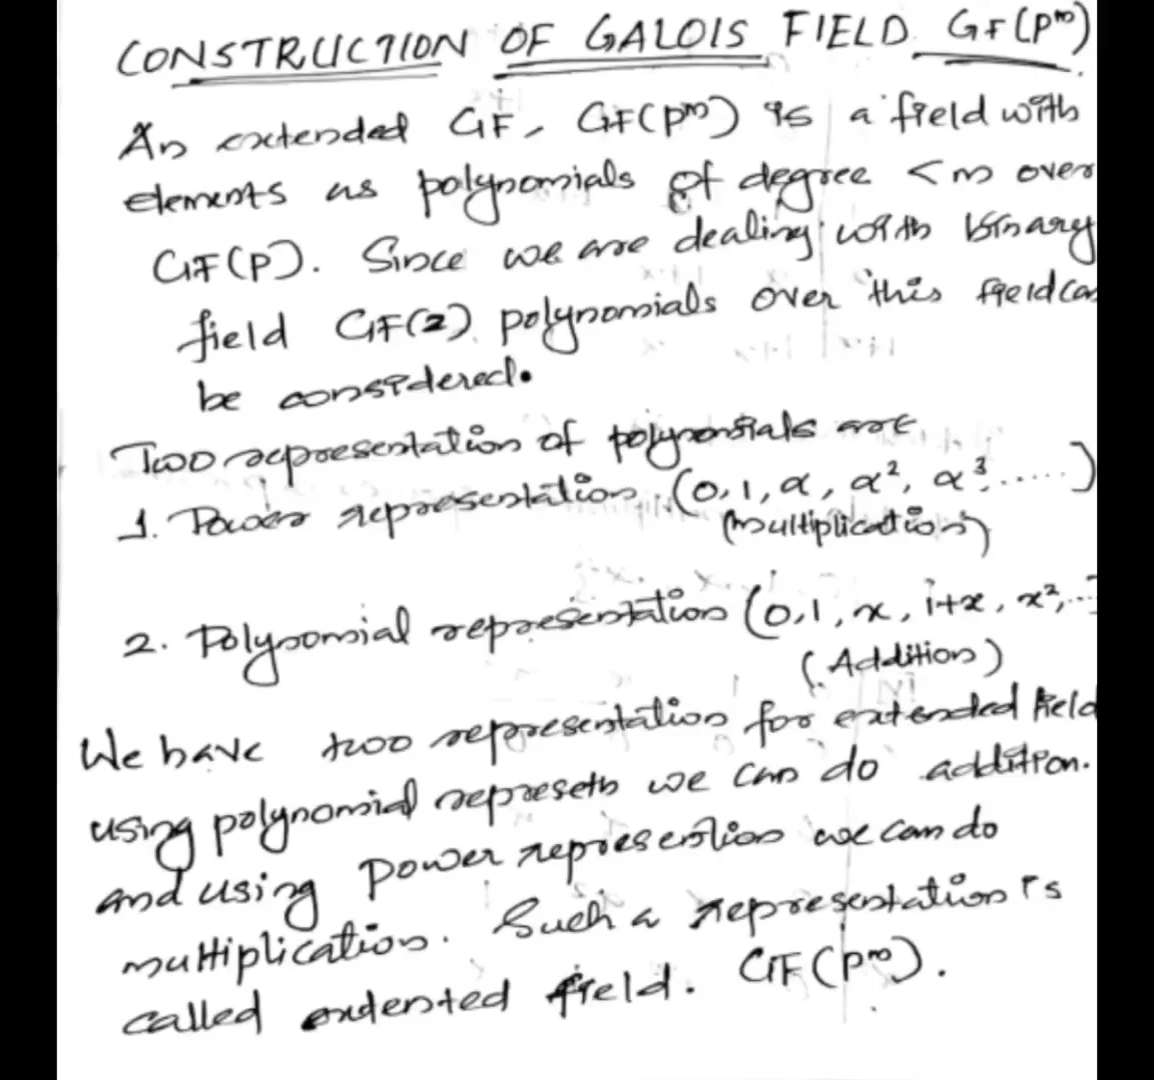 CONSTRUCTION OF GALOIS FIELD GF(p^m)
An extended GF, GF(p^m) is a field with
elements as polynomials of degree <m over
GF(p). Since we are dealing with binary
field GF(2) polynomials over this field can
be considered.
Two representation of polynomials are
1. Power representation (0,1,α, α², α³.....)
(multiplication)
2. Polynomial representation (0,1, x, 1+x, x²,..]
(Addition)
We have two representation for extended field
using polynomial represetn we can do addition.
and using power represention we can do
multiplication. Such a representation is
called extented field. GF(p^m).